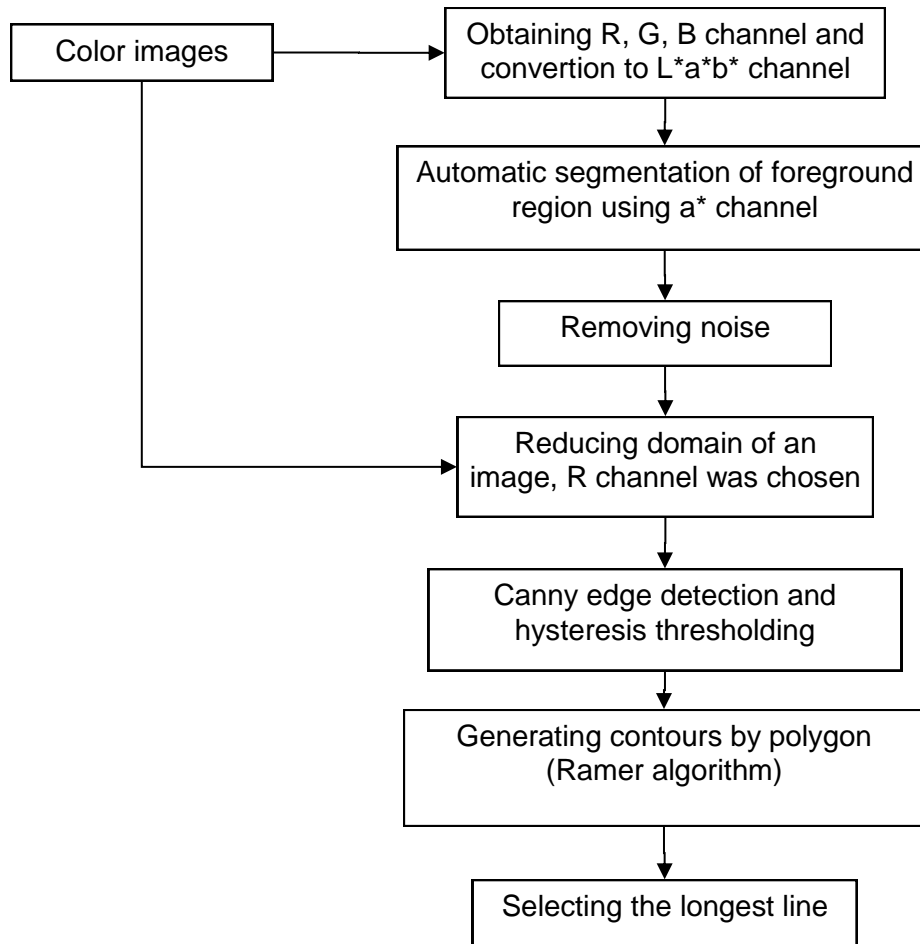 Color images
Obtaining R, G, B channel and
convertion to L*a*b* channel
Automatic segmentation of foreground
region using a* channel
Removing noise
Reducing domain of an
image, R channel was chosen
Canny edge detection and
hysteresis thresholding
Generating contours by polygon
(Ramer algorithm)
Selecting the longest line